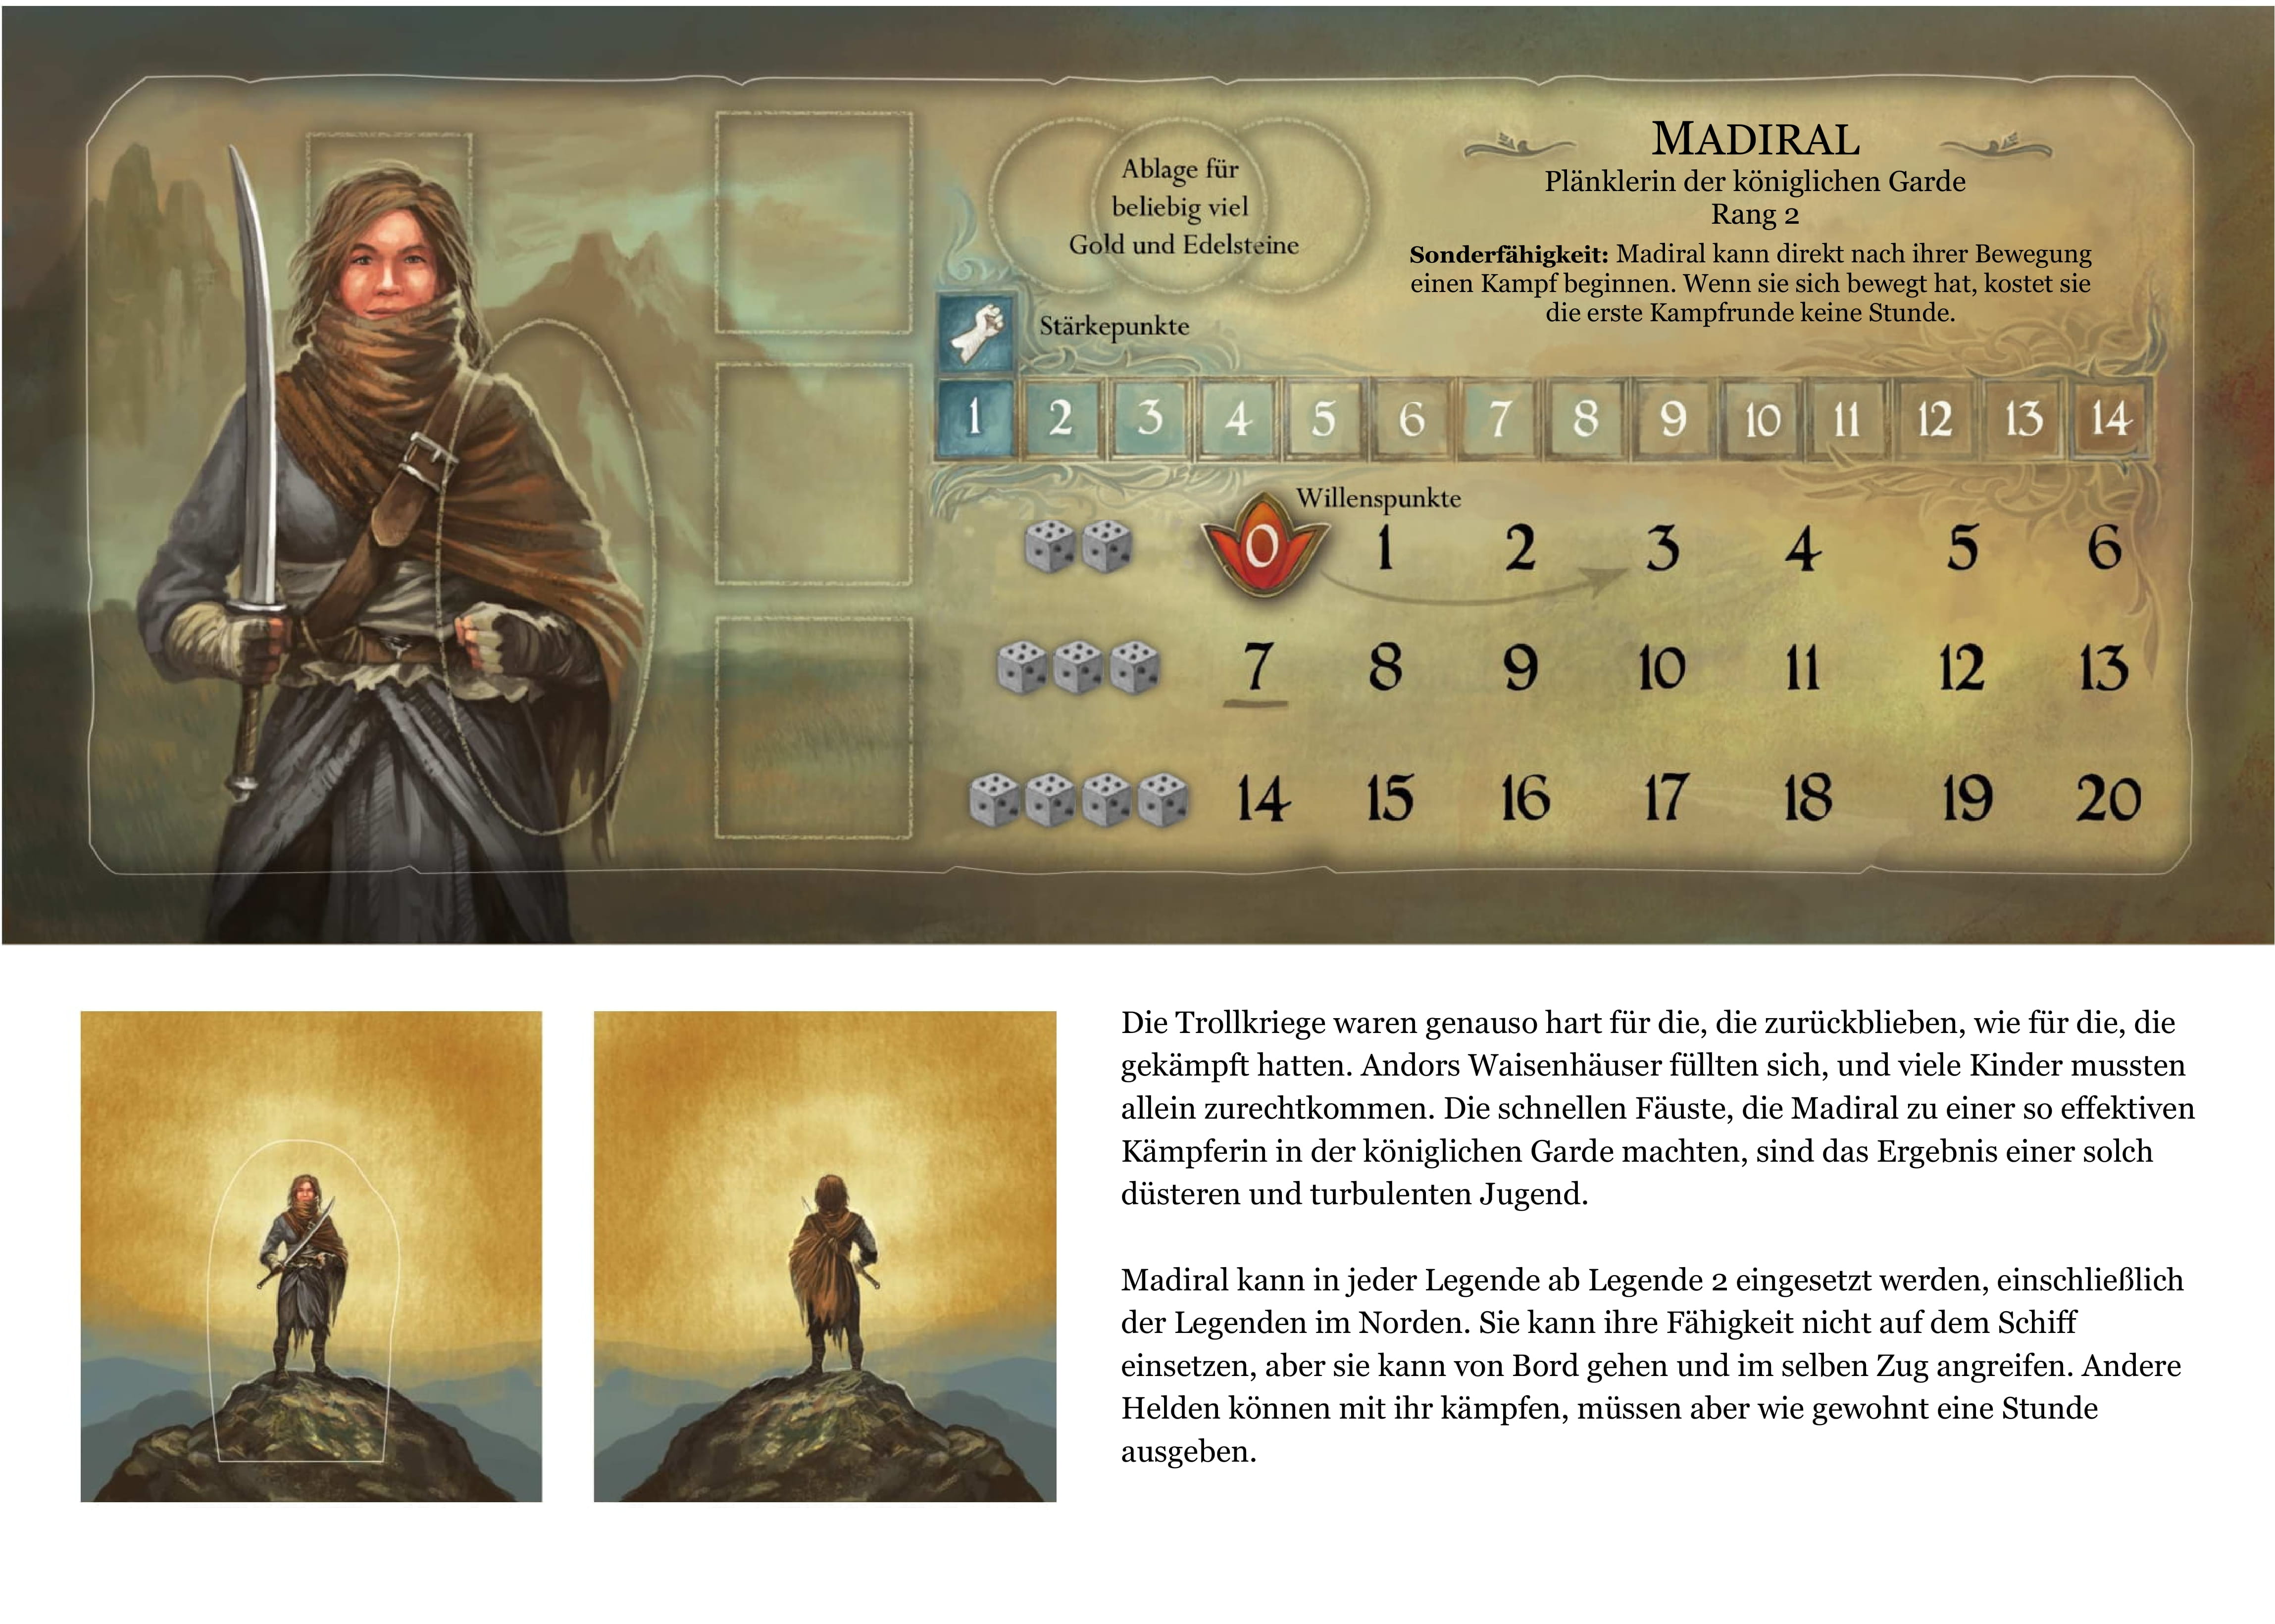 Ablage für
beliebig viel
Gold und Edelsteine
MADIRAL
Plänklerin der königlichen Garde
Rang 2
Sonderfähigkeit: Madiral kann direkt nach ihrer Bewegung
einen Kampf beginnen. Wenn sie sich bewegt hat, kostet sie
die erste Kampfrunde keine Stunde.
Stärkepunkte
1 2 3 4 5 6 7 8 9 10 11 12 13 14
Willenspunkte
0 1 2 3 4 5 6
7 8 9 10 11 12 13
14 15 16 17 18 19 20
Die Trollkriege waren genauso hart für die, die zurückblieben, wie für die, die
gekämpft hatten. Andors Waisenhäuser füllten sich, und viele Kinder mussten
allein zurechtkommen. Die schnellen Fäuste, die Madiral zu einer so effektiven
Kämpferin in der königlichen Garde machten, sind das Ergebnis einer solch
düsteren und turbulenten Jugend.
Madiral kann in jeder Legende ab Legende 2 eingesetzt werden, einschließlich
der Legenden im Norden. Sie kann ihre Fähigkeit nicht auf dem Schiff
einsetzen, aber sie kann von Bord gehen und im selben Zug angreifen. Andere
Helden können mit ihr kämpfen, müssen aber wie gewohnt eine Stunde
ausgeben.